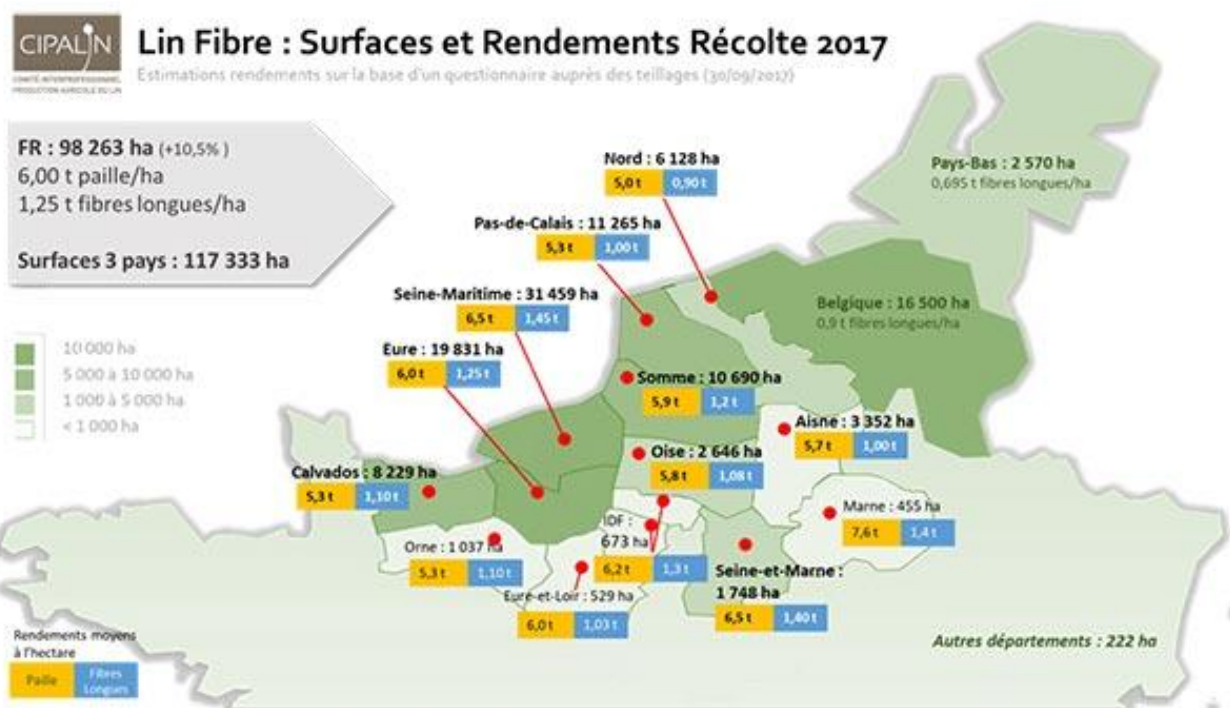 CIPALIN
COMITÉ INTERPROFESSIONNEL
PRODUCTION AGRICOLE DU LIN
Lin Fibre : Surfaces et Rendements Récolte 2017
Estimations rendements sur la base d'un questionnaire auprès des teillages (30/09/2017)
FR : 98 263 ha (+10,5% )
6,00 t paille/ha
1,25 t fibres longues/ha
Surfaces 3 pays : 117 333 ha
Nord : 6 128 ha
5,0 t 0,90 t
Pays-Bas : 2 570 ha
0,695 t fibres longues/ha
Pas-de-Calais : 11 265 ha
5,3 t 1,00 t
Seine-Maritime : 31 459 ha
6,5 t 1,45 t
Belgique : 16 500 ha
0,9 t fibres longues/ha
Eure : 19 831 ha
6,0 t 1,25 t
10 000 ha
5 000 à 10 000 ha
1 000 à 5 000 ha
< 1 000 ha
Somme : 10 690 ha
5,9 t 1,2 t
Aisne : 3 352 ha
5,7 t 1,00 t
Oise : 2 646 ha
5,8 t 1,08 t
Calvados : 8 229 ha
5,3 t 1,10 t
Marne : 455 ha
7,6 t 1,4 t
IDF :
673 ha
6,2 t 1,3 t
Orne : 1 037 ha
5,3 t 1,10 t
Seine-et-Marne :
1 748 ha
6,5 t 1,40 t
Eure-et-Loir : 529 ha
6,0 t 1,03 t
Autres départements : 222 ha
Rendements moyens
à l'hectare
Paille
Fibres
Longues